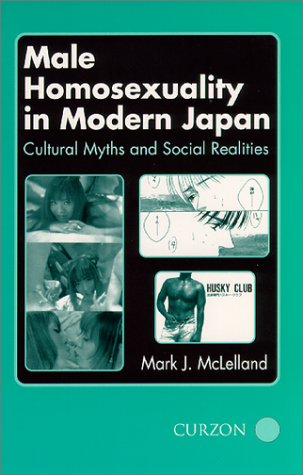 Male
Homosexuality
in Modern Japan
Cultural Myths and Social Realities
HUSKY CLUB
Mark J. McLelland
CURZON